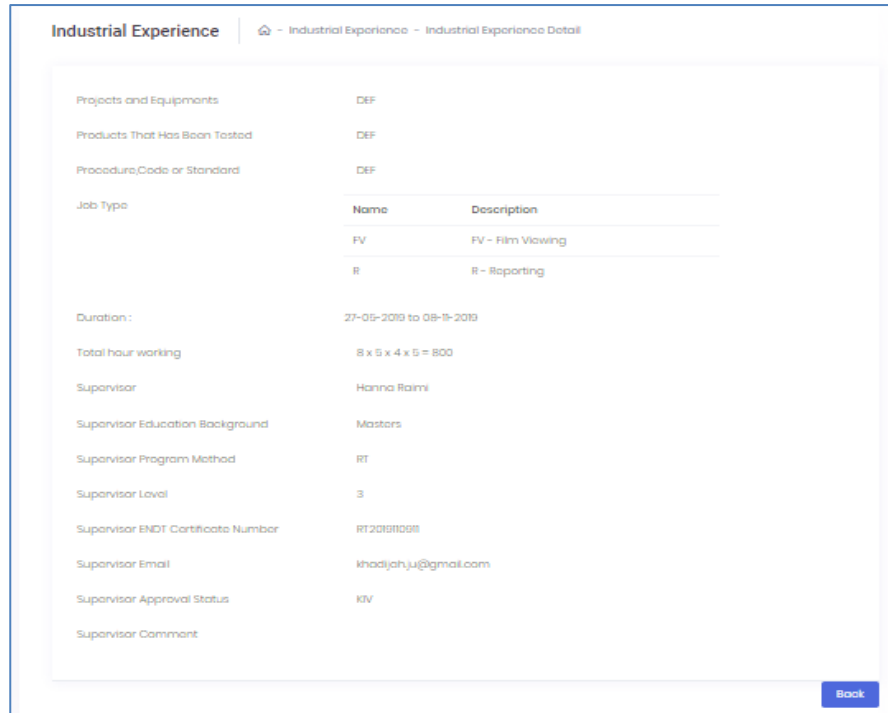 Industrial Experience - Industrial Experience - Industrial Experience Detail
Projects and Equipments DEF
Products That Has Been Tested DEF
Procedure,Code or Standard DEF
Job Type Name Description
FV FV - Film Viewing
R R - Reporting
Duration : 27-05-2019 to 08-11-2019
Total hour working 8 x 5 x 4 x 5 = 800
Supervisor Hanna Raimi
Supervisor Education Background Masters
Supervisor Program Method RT
Supervisor Level 3
Supervisor ENDT Certificate Number
Supervisor Email khadijah.ju@gmail.com
Supervisor Approval Status KIV
Supervisor Comment
Back